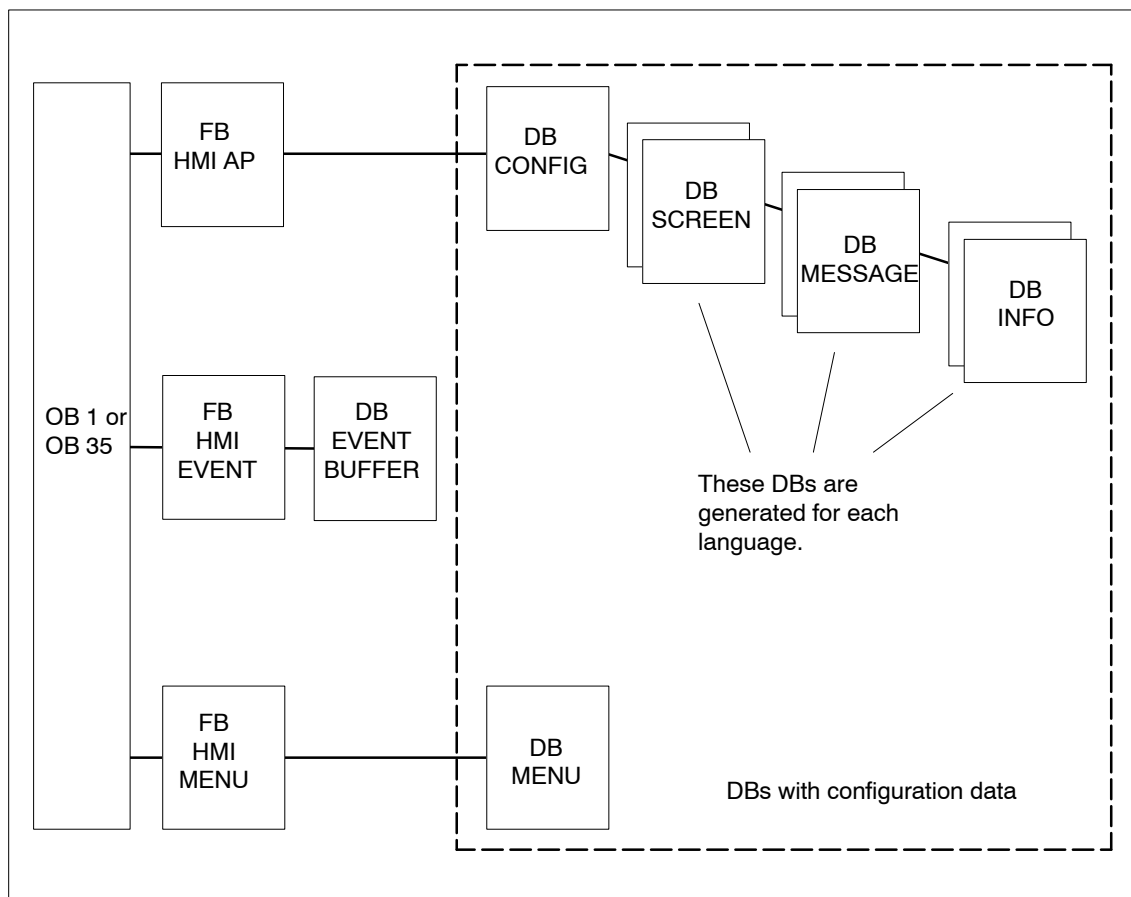 FB
HMI AP
DB
CONFIG
DB
SCREEN
DB
MESSAGE
DB
INFO
OB 1 or
OB 35
FB
HMI
EVENT
DB
EVENT
BUFFER
These DBs are
generated for each
language.
FB
HMI
MENU
DB
MENU
DBs with configuration data